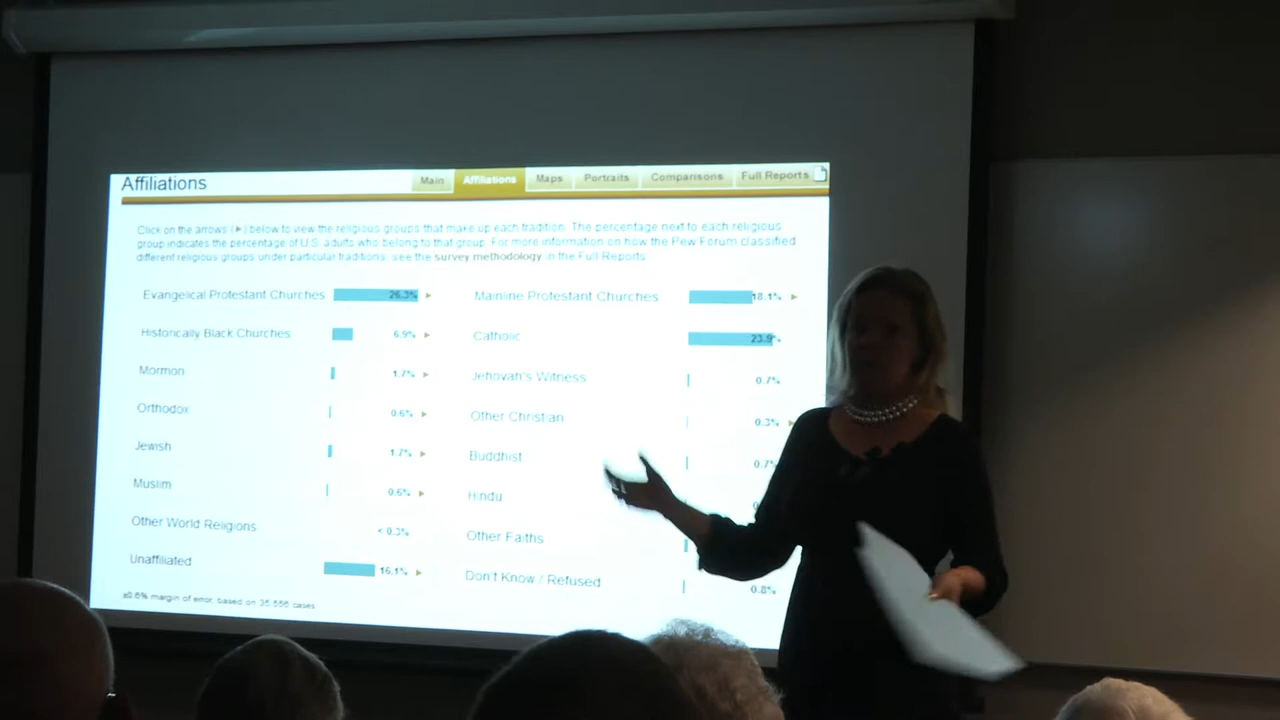 Affiliations
Main Affiliations Maps Portraits Comparisons Full Reports
Click on the arrows (►) below to view the religious groups that make up each tradition. The percentage next to each religious
group indicates the percentage of U.S. adults who belong to that group. For more information on how the Pew Forum classified
different religious groups under particular traditions, see the survey methodology in the Full Reports.
Evangelical Protestant Churches 26.3% ►
Mainline Protestant Churches 18.1% ►
Historically Black Churches 6.9% ►
Catholic 23.9%
Mormon 1.7% ►
Jehovah's Witness 0.7%
Orthodox 0.6% ►
Other Christian 0.3% ►
Jewish 1.7% ►
Buddhist 0.7%
Muslim 0.6% ►
Hindu
Other World Religions <0.3%
Other Faiths
Unaffiliated 16.1% ►
Don't Know / Refused 0.8%
±0.6% margin of error, based on 35,556 cases